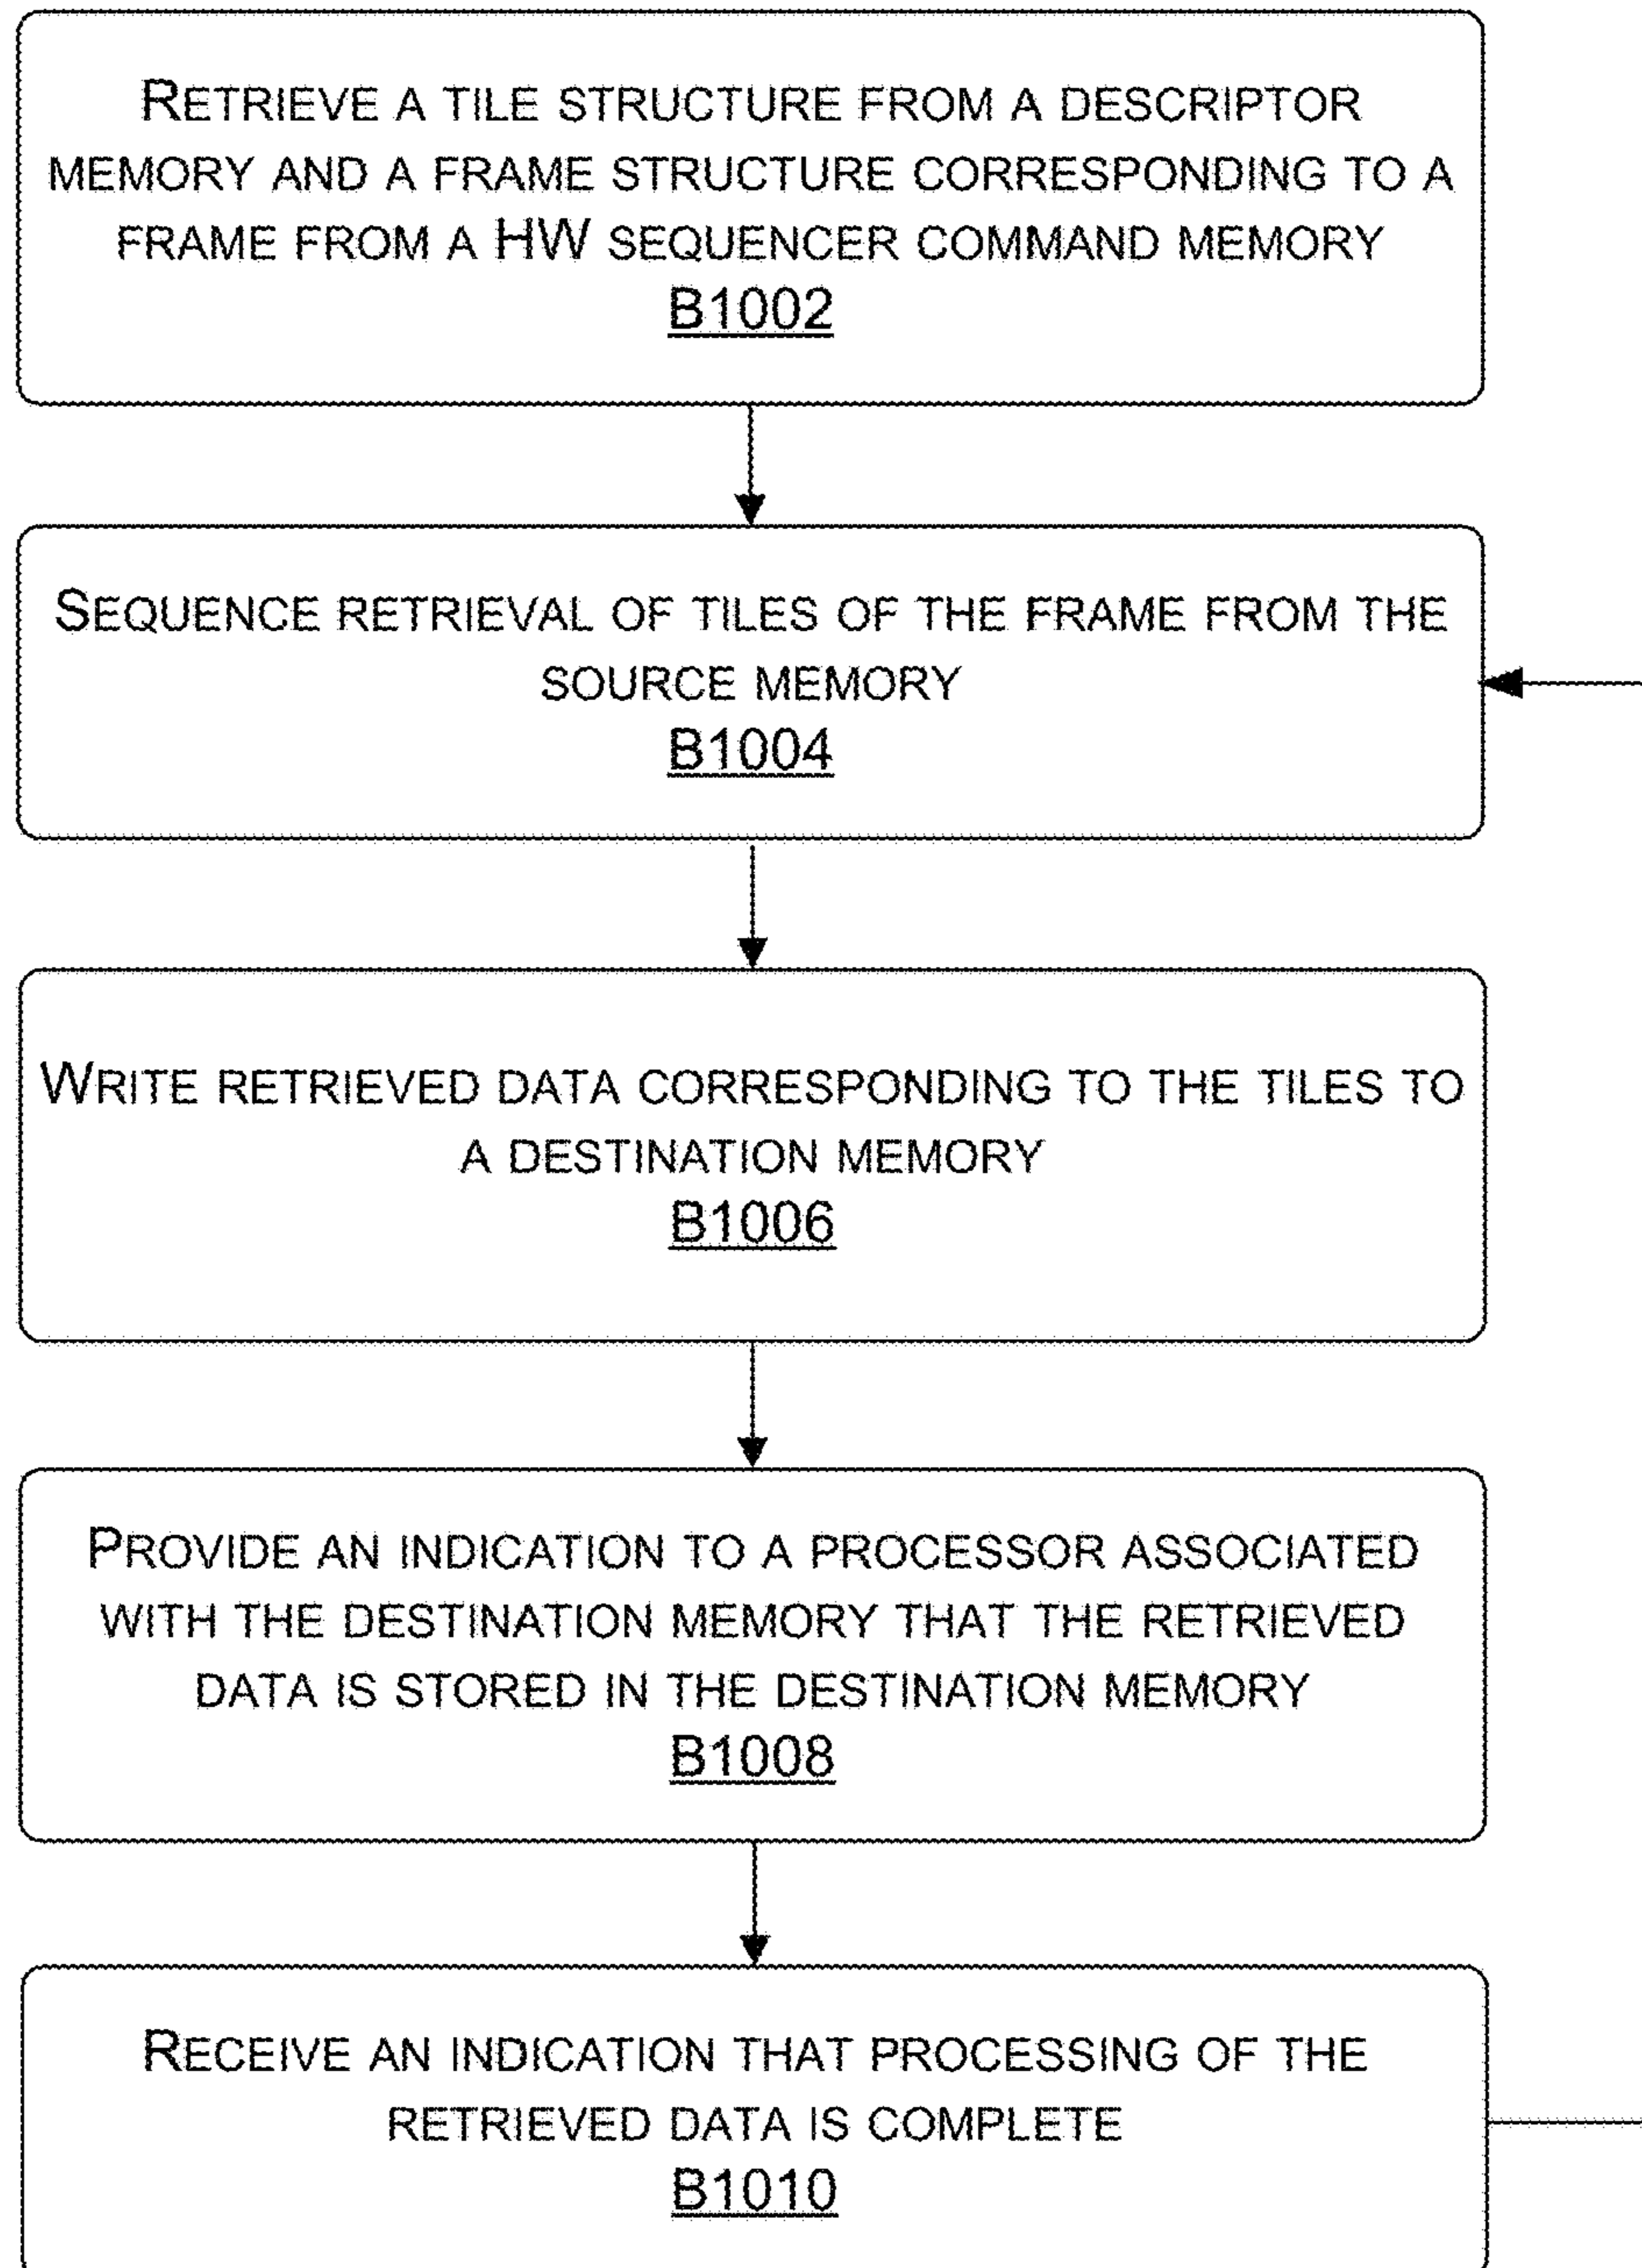 RETRIEVE A TILE STRUCTURE FROM A DESCRIPTOR
MEMORY AND A FRAME STRUCTURE CORRESPONDING TO A
FRAME FROM A HW SEQUENCER COMMAND MEMORY
B1002
SEQUENCE RETRIEVAL OF TILES OF THE FRAME FROM THE
SOURCE MEMORY
B1004
WRITE RETRIEVED DATA CORRESPONDING TO THE TILES TO
A DESTINATION MEMORY
B1006
PROVIDE AN INDICATION TO A PROCESSOR ASSOCIATED
WITH THE DESTINATION MEMORY THAT THE RETRIEVED
DATA IS STORED IN THE DESTINATION MEMORY
B1008
RECEIVE AN INDICATION THAT PROCESSING OF THE
RETRIEVED DATA IS COMPLETE
B1010